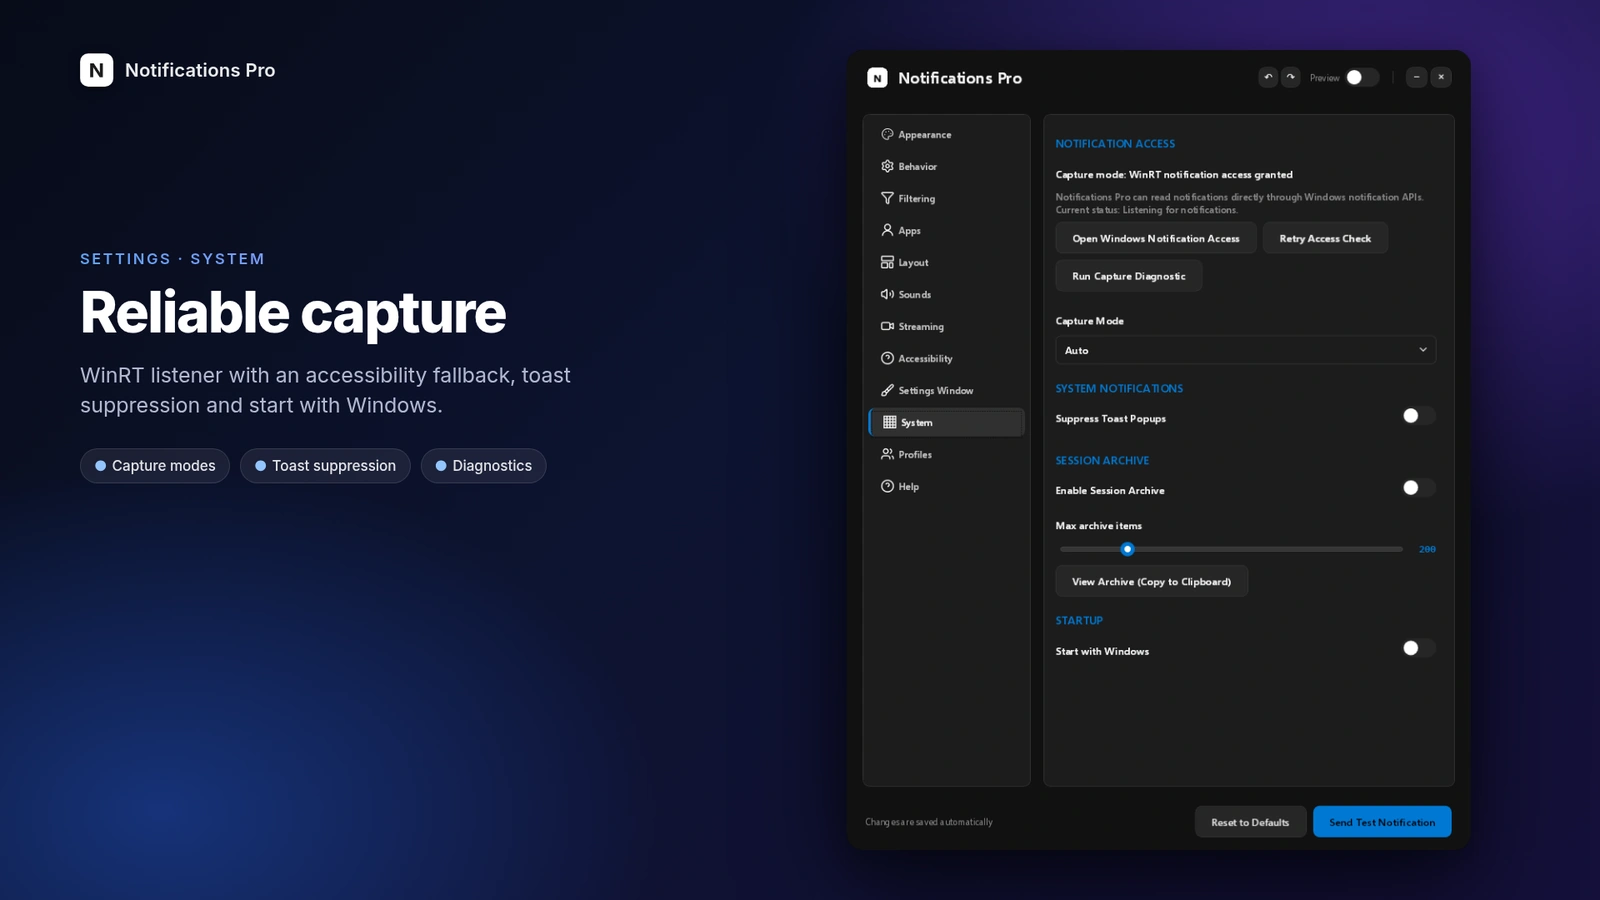 Notifications Pro
SETTINGS · SYSTEM
Reliable capture
WinRT listener with an accessibility fallback, toast
suppression and start with Windows.
Capture modes
Toast suppression
Diagnostics
N
Notifications Pro
Preview
Appearance
Behavior
Filtering
Apps
Layout
Sounds
Streaming
Accessibility
Settings Window
System
Profiles
Help
NOTIFICATION ACCESS
Capture mode: WinRT notification access granted
Notifications Pro can read notifications directly through Windows notification APIs.
Current status: Listening for notifications.
Open Windows Notification Access
Retry Access Check
Run Capture Diagnostic
Capture Mode
Auto
SYSTEM NOTIFICATIONS
Suppress Toast Popups
SESSION ARCHIVE
Enable Session Archive
Max archive items
200
View Archive (Copy to Clipboard)
STARTUP
Start with Windows
Changes are saved automatically
Reset to Defaults
Send Test Notification